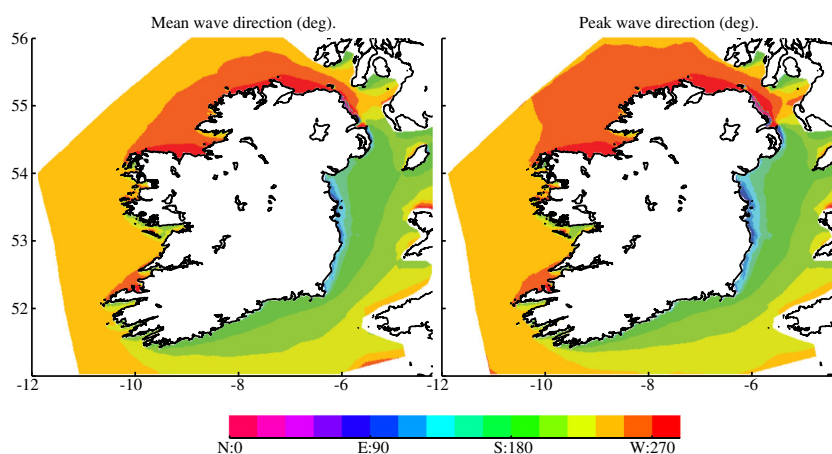 Mean wave direction (deg). Peak wave direction (deg).
56
55
54
53
52
-12 -10 -8 -6 -12 -10 -8 -6
N:0 E:90 S:180 W:270